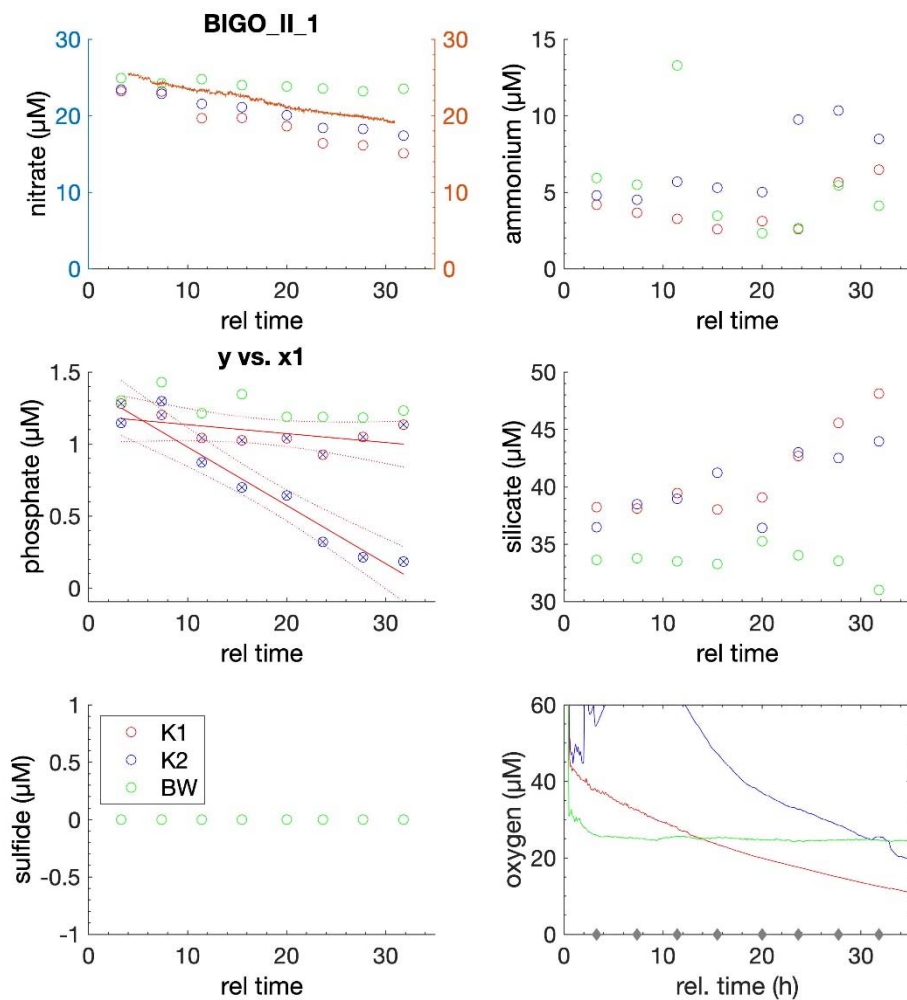 BIGO_II_1
30
20
10
0
nitrate (µM)
30
20
10
0
0 10 20 30
rel time
15
10
5
0
ammonium (µM)
0 10 20 30
rel time
y vs. x1
1.5
1
0.5
0
phosphate (µM)
0 10 20 30
rel time
50
45
40
35
30
silicate (µM)
0 10 20 30
rel time
1
0.5
0
-0.5
-1
sulfide (µM)
K1
K2
BW
0 10 20 30
rel time
60
40
20
0
oxygen (µM)
0 10 20 30
rel. time (h)